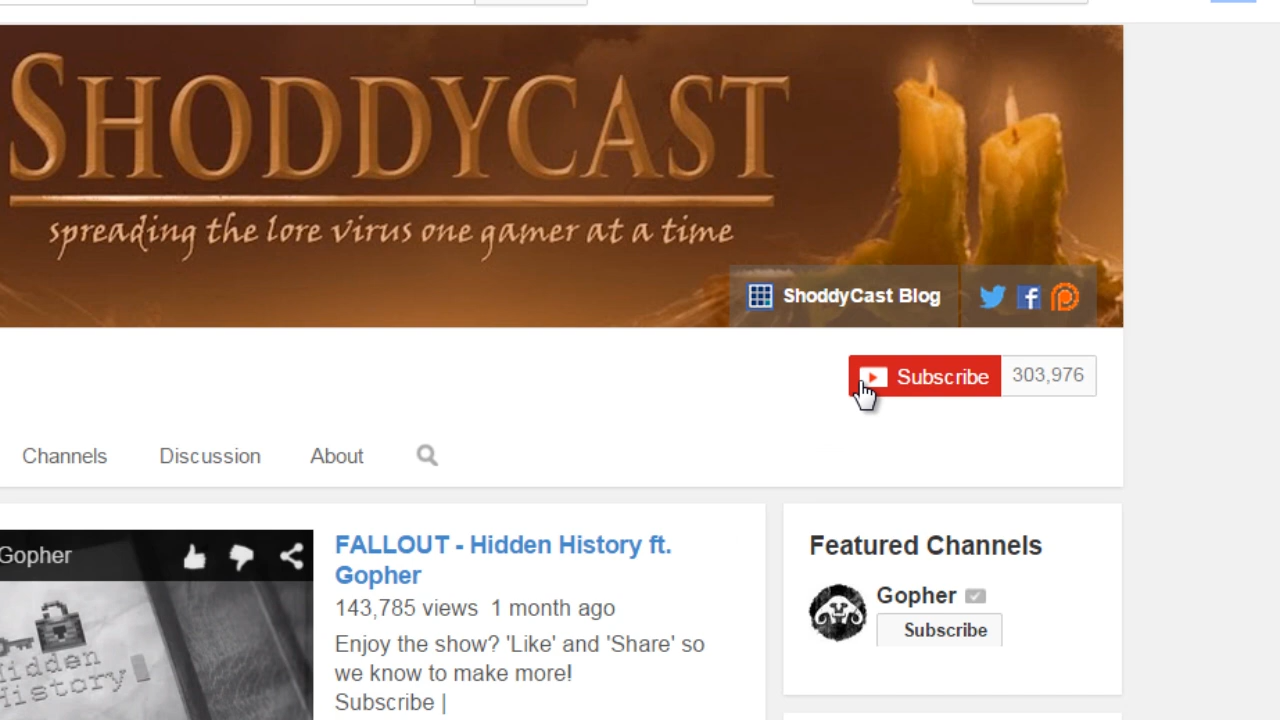 SHODDYCAST
spreading the lore virus one gamer at a time
ShoddyCast Blog
Subscribe 303,976
Channels Discussion About
Gopher
Hidden
History
FALLOUT - Hidden History ft.
Gopher
143,785 views 1 month ago
Enjoy the show? 'Like' and 'Share' so
we know to make more!
Subscribe |
Featured Channels
Gopher
Subscribe